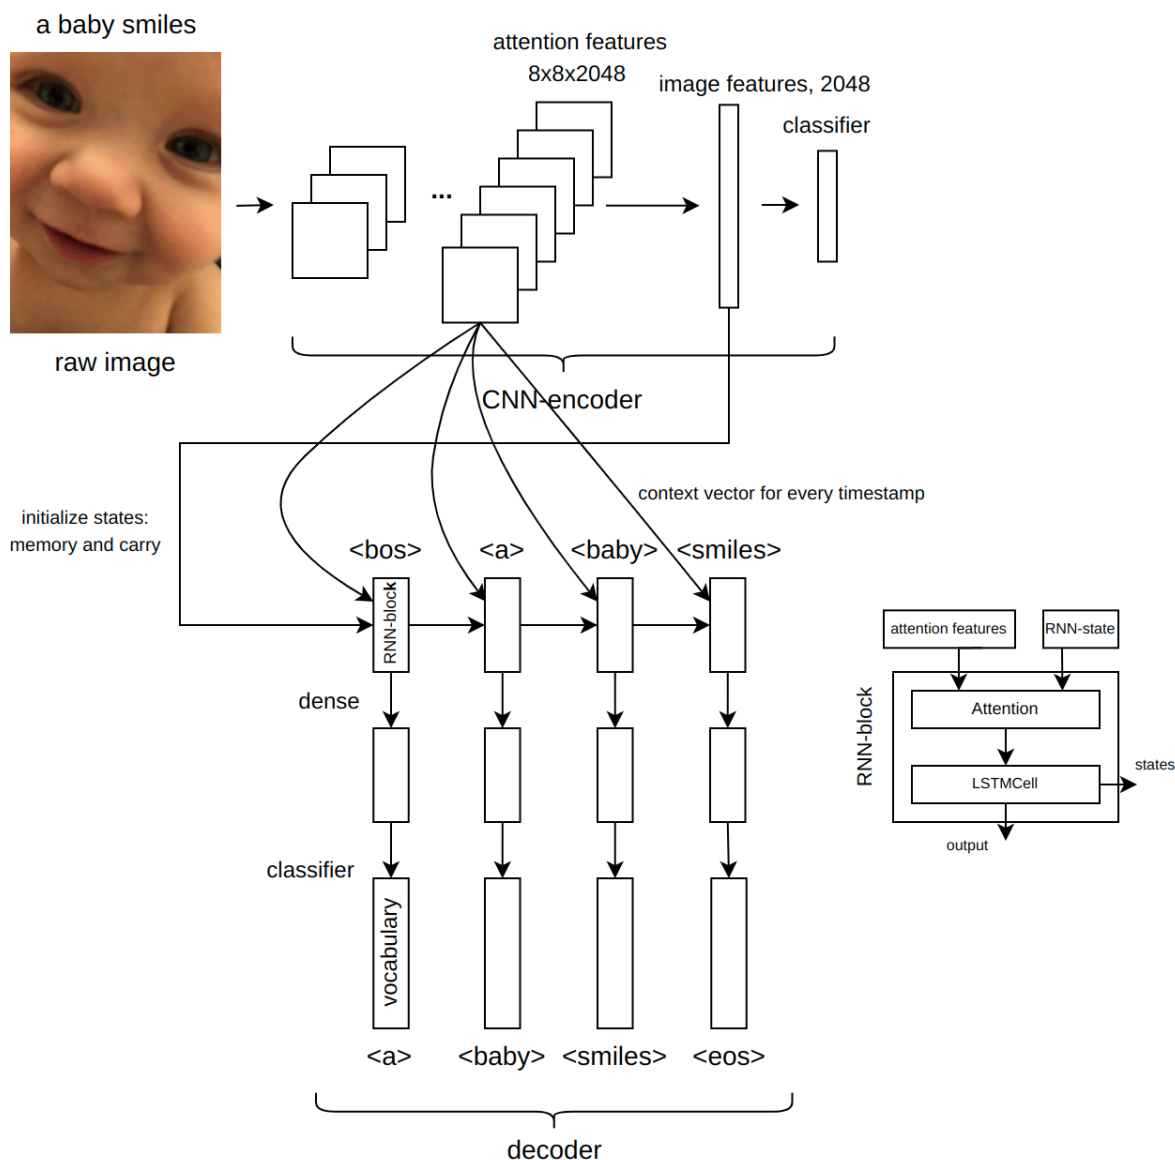 a baby smiles
attention features
8x8x2048
image features, 2048
classifier
...
raw image
CNN-encoder
context vector for every timestamp
initialize states:
memory and carry
<bos>
<a>
<baby>
<smiles>
RNN-block
attention features
RNN-state
dense
Attention
RNN-block
LSTMCell
states
output
classifier
vocabulary
<a>
<baby>
<smiles>
<eos>
decoder